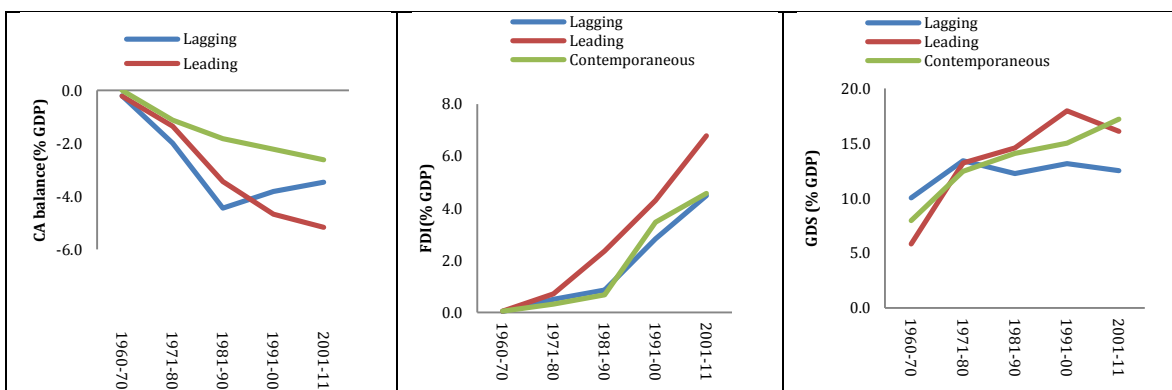 Lagging
Leading
CA balance(% GDP)
0.0
-2.0
-4.0
-6.0
1960-70
1971-80
1981-90
1991-00
2001-11
Lagging
Leading
Contemporaneous
FDI(% GDP)
8.0
6.0
4.0
2.0
0.0
1960-70
1971-80
1981-90
1991-00
2001-11
Lagging
Leading
Contemporaneous
GDS (% GDP)
20.0
15.0
10.0
5.0
0.0
1960-70
1971-80
1981-90
1991-00
2001-11